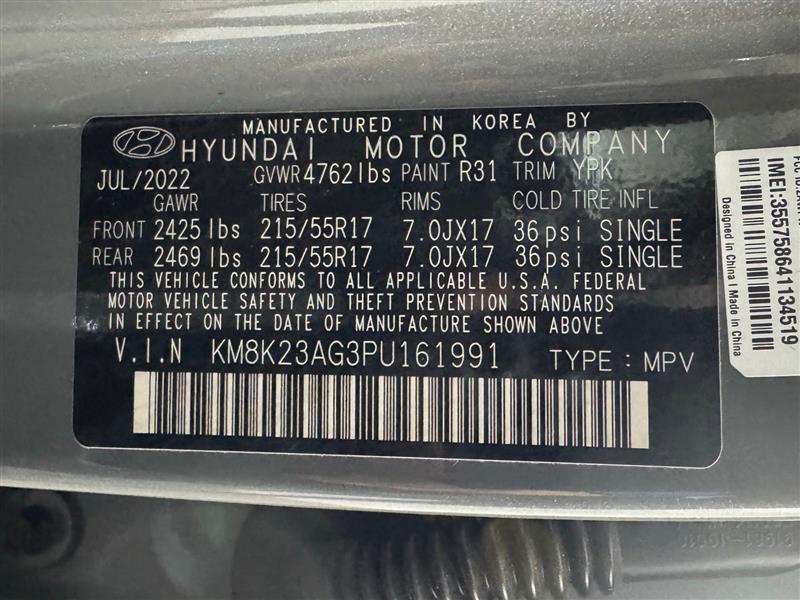 MANUFACTURED IN KOREA BY
HYUNDAI MOTOR COMPANY
JUL/2022 GVWR 4762 lbs PAINT R31 TRIM YPK
GAWR TIRES RIMS COLD TIRE INFL
FRONT 2425 lbs 215/55R17 7.0JX17 36 psi SINGLE
REAR 2469 lbs 215/55R17 7.0JX17 36 psi SINGLE
THIS VEHICLE CONFORMS TO ALL APPLICABLE U.S.A. FEDERAL
MOTOR VEHICLE SAFETY AND THEFT PREVENTION STANDARDS
IN EFFECT ON THE DATE OF MANUFACTURE SHOWN ABOVE
V.I.N KM8K23AG3PU161991 TYPE : MPV
IMEI:355758641134519
Designed in China I Made in China